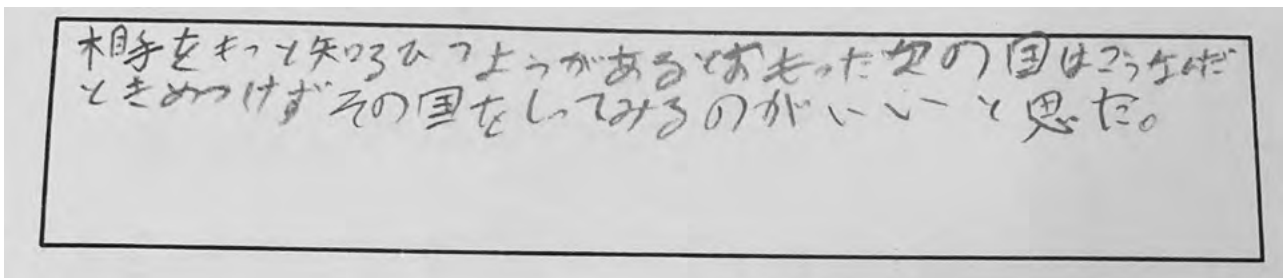 相手をもっと知るひつようがあるとおもった他の国はこうなんだ
ときめつけずその国をしってみるのがいいと思た。